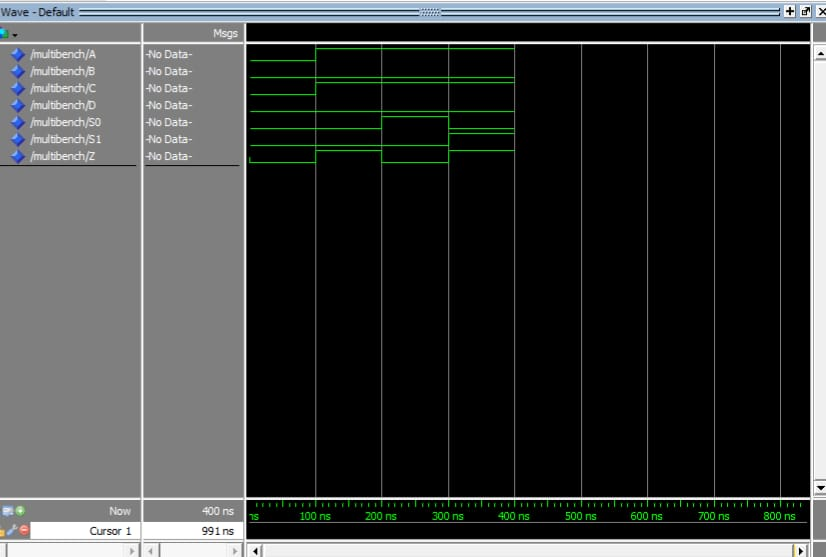 Wave - Default
Msgs
/multibench/A -No Data-
/multibench/B -No Data-
/multibench/C -No Data-
/multibench/D -No Data-
/multibench/S0 -No Data-
/multibench/S1 -No Data-
/multibench/Z -No Data-
Now 400 ns
ns 100 ns 200 ns 300 ns 400 ns 500 ns 600 ns 700 ns 800 ns
Cursor 1 991 ns